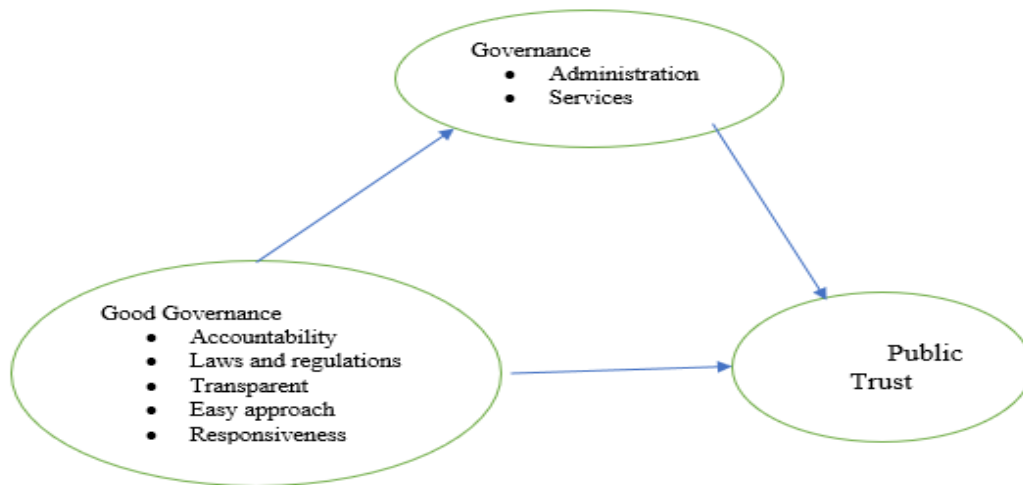 Governance
● Administration
● Services
Good Governance
● Accountability
● Laws and regulations
● Transparent
● Easy approach
● Responsiveness
Public
Trust